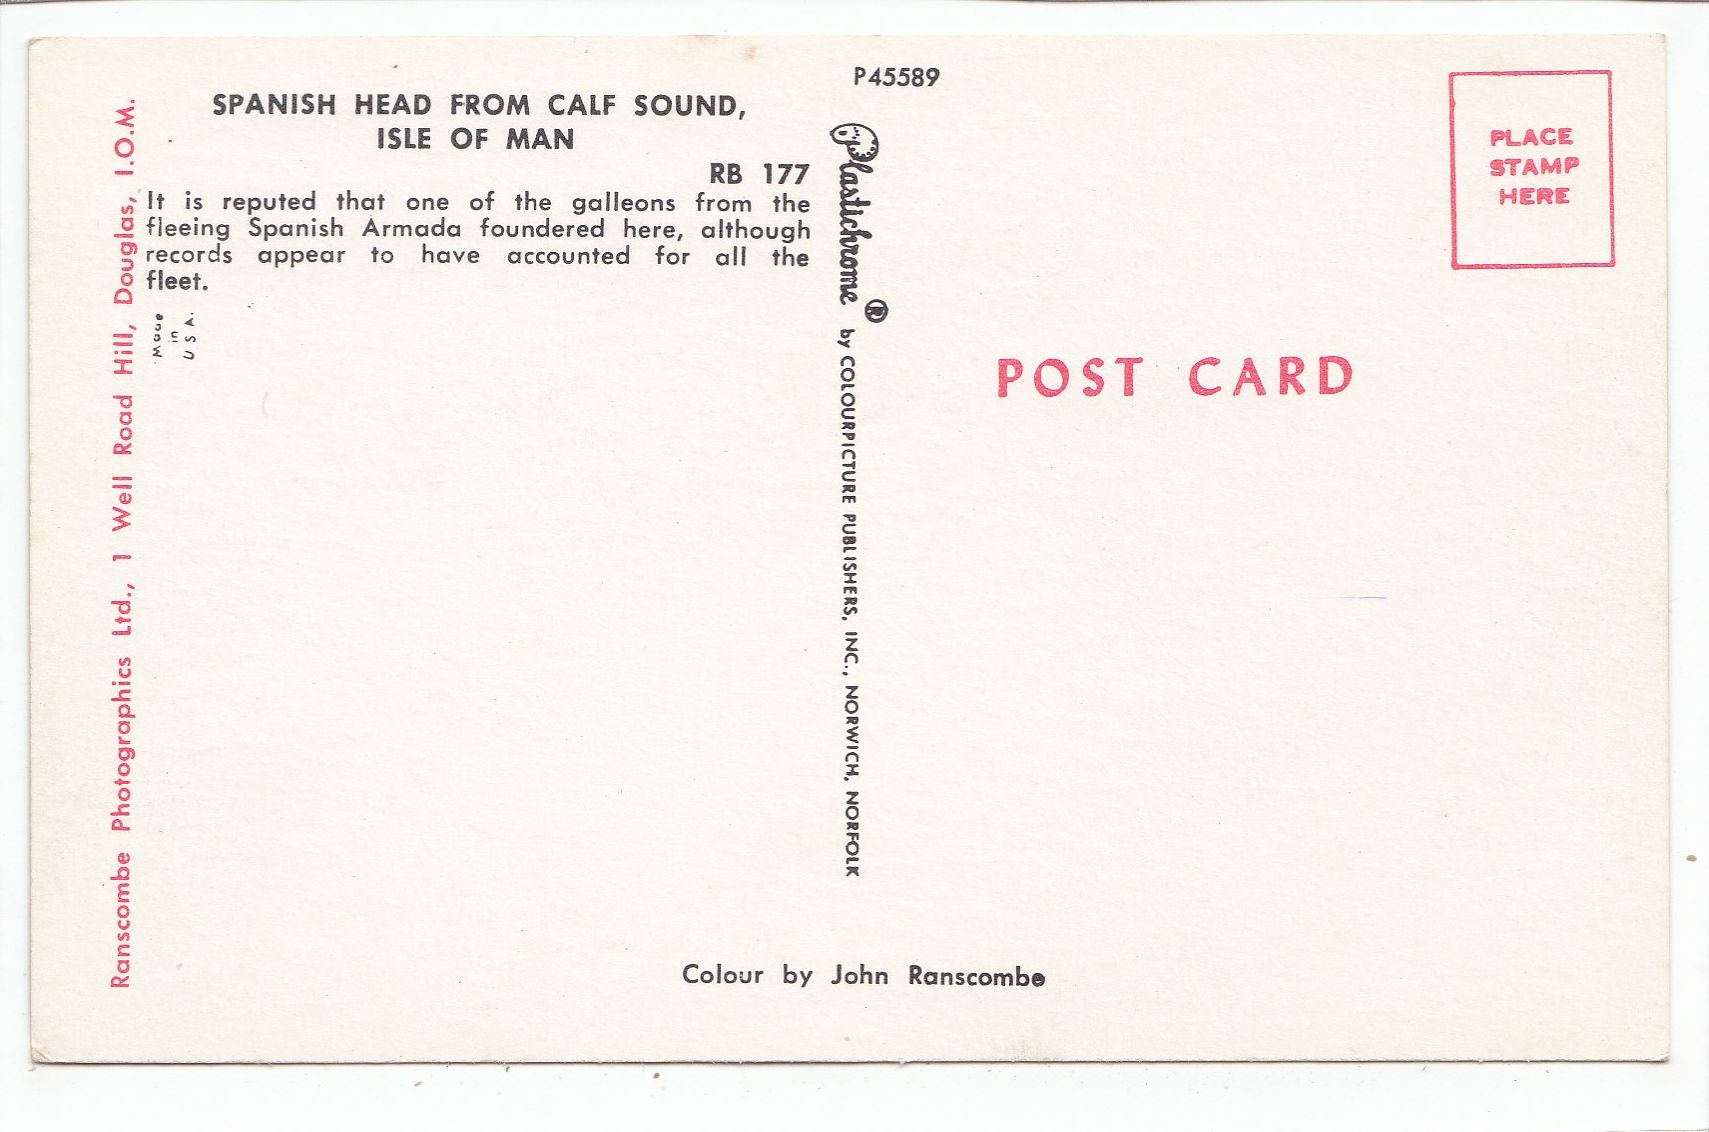 P45589
SPANISH HEAD FROM CALF SOUND,
ISLE OF MAN
RB 177
It is reputed that one of the galleons from the
fleeing Spanish Armada foundered here, although
records appear to have accounted for all the
fleet.
Made
in
U S A.
Ranscombe Photographics Ltd., 1 Well Road Hill, Douglas, I.O.M.
Plastichrome ® by COLOURPICTURE PUBLISHERS, INC., NORWICH, NORFOLK
PLACE
STAMP
HERE
POST CARD
Colour by John Ranscombe